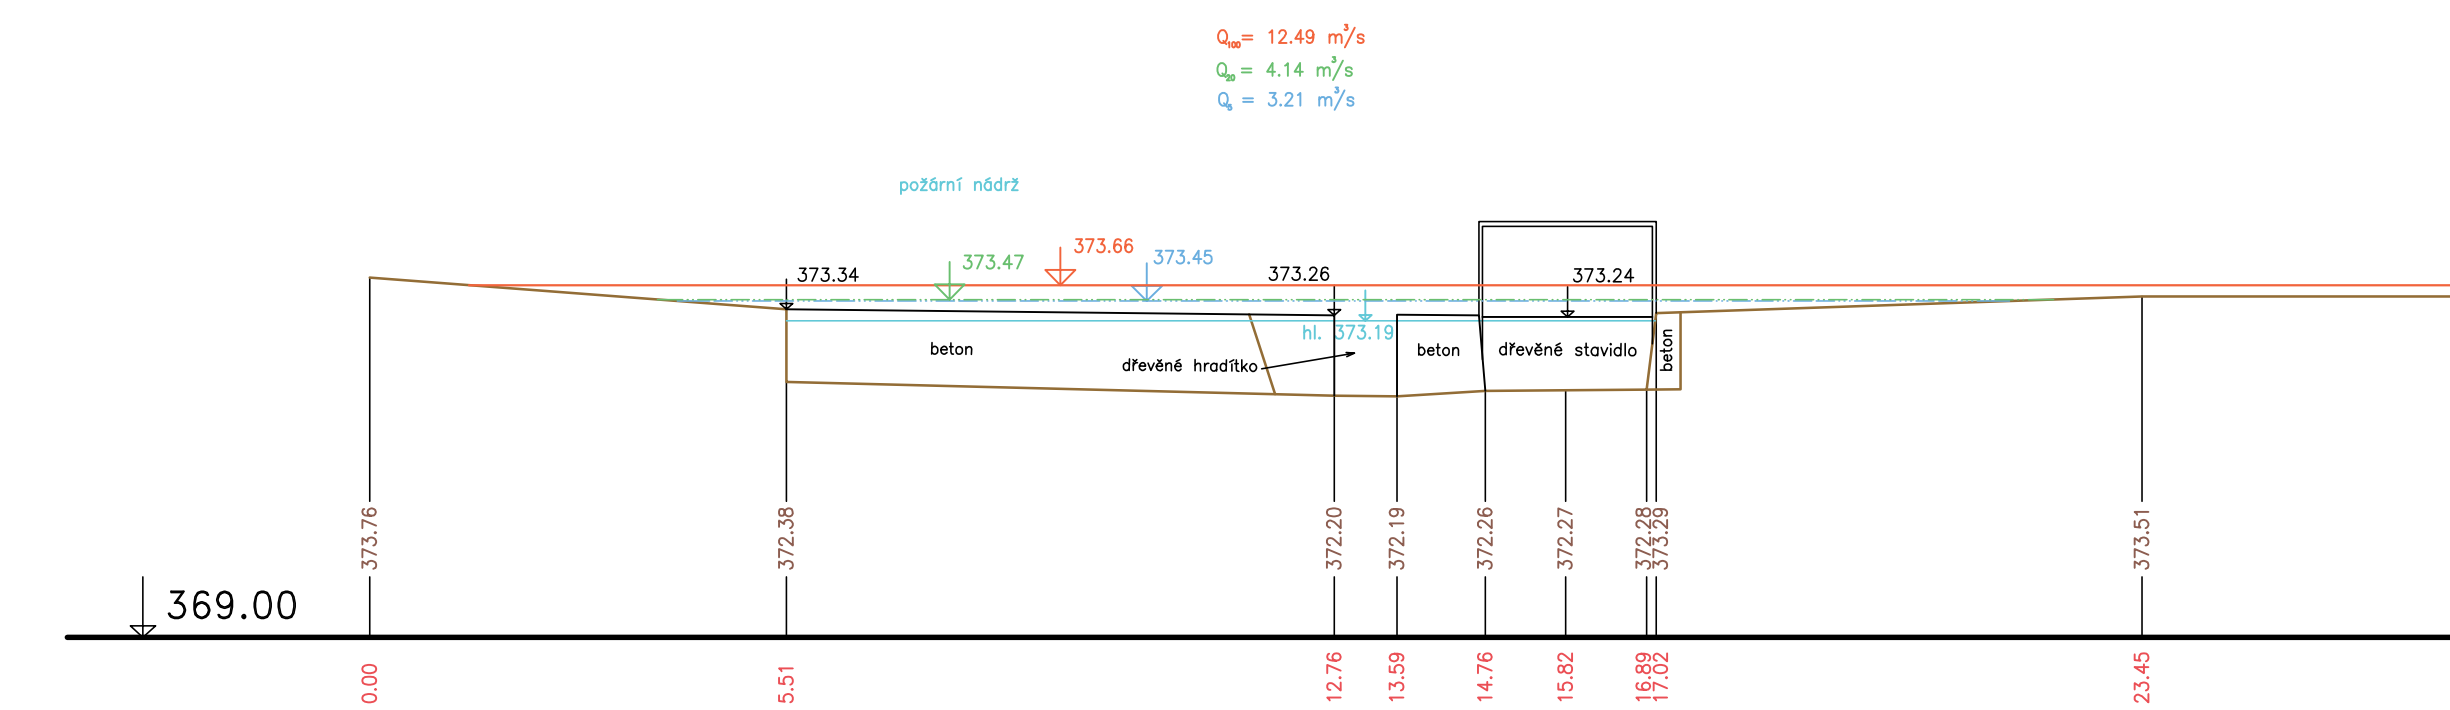 Q₁₀₀= 12.49 m³/s
Q₂₀ = 4.14 m³/s
Q₅ = 3.21 m³/s
požární nádrž
373.66
373.47
373.45
373.34
373.26
373.24
hl. 373.19
beton
dřevěné hradítko
beton
dřevěné stavidlo
beton
373.76
372.38
372.20
372.19
372.26
372.27
372.28
373.29
373.51
369.00
0.00
5.51
12.76
13.59
14.76
15.82
16.89
17.02
23.45